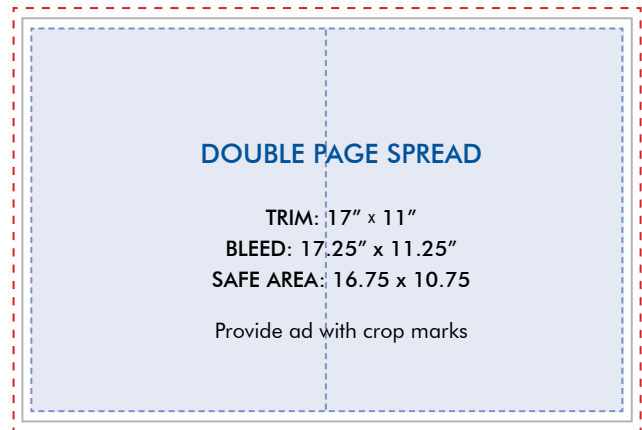 DOUBLE PAGE SPREAD
TRIM: 17” x 11”
BLEED: 17.25” x 11.25”
SAFE AREA: 16.75 x 10.75
Provide ad with crop marks